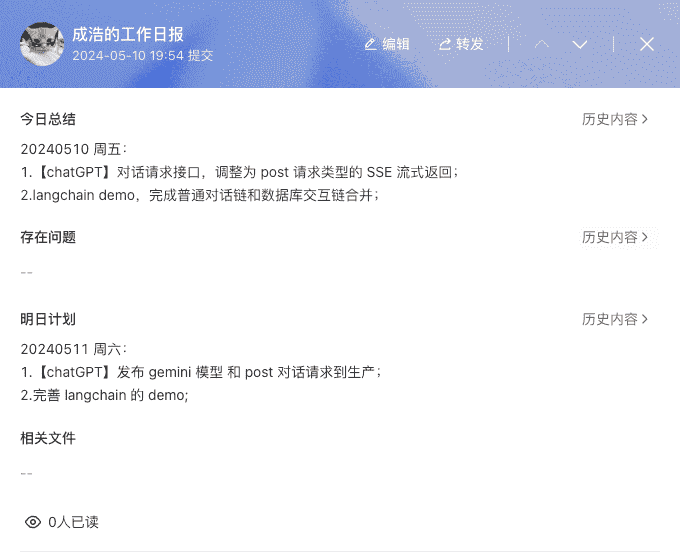 成浩的工作日报
2024-05-10 19:54 提交
编辑
转发
今日总结
历史内容
20240510 周五：
1.【chatGPT】对话请求接口，调整为 post 请求类型的 SSE 流式返回；
2.langchain demo，完成普通对话链和数据库交互链合并；
存在问题
历史内容
--
明日计划
历史内容
20240511 周六：
1.【chatGPT】发布 gemini 模型 和 post 对话请求到生产；
2.完善 langchain 的 demo;
相关文件
--
0人已读